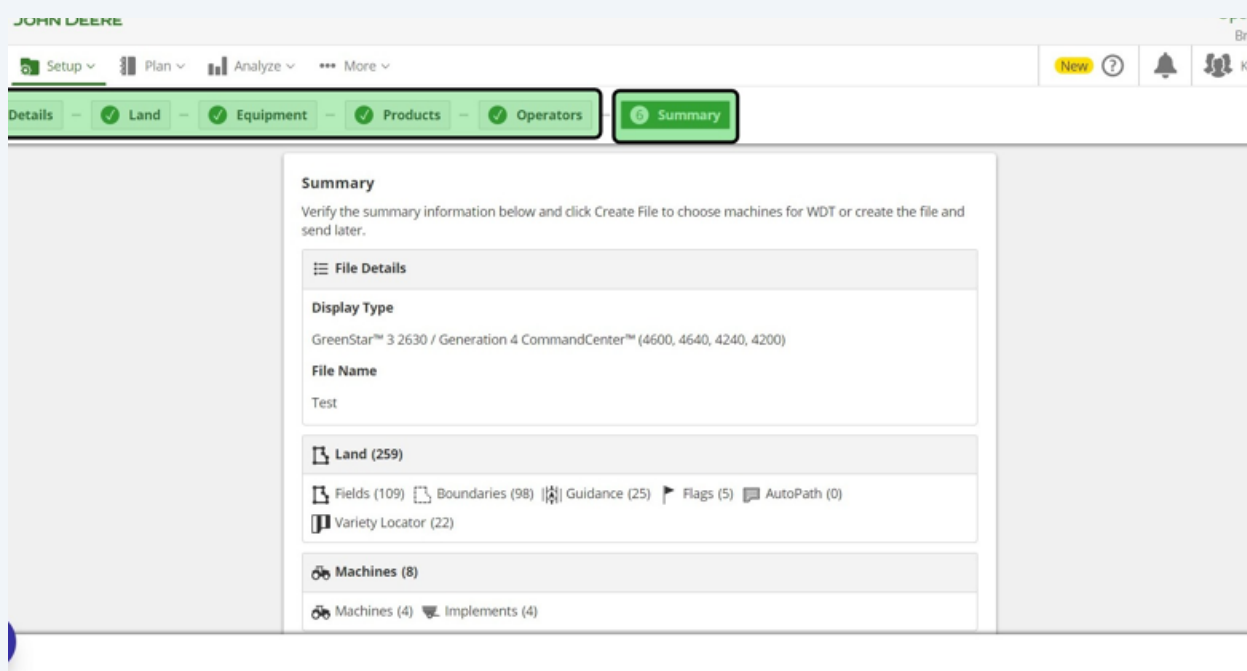 JOHN DEERE
Setup Plan Analyze ••• More New ?
Details – Land – Equipment – Products – Operators – 6 Summary
Summary
Verify the summary information below and click Create File to choose machines for WDT or create the file and
send later.
File Details
Display Type
GreenStar™ 3 2630 / Generation 4 CommandCenter™ (4600, 4640, 4240, 4200)
File Name
Test
Land (259)
Fields (109) Boundaries (98) Guidance (25) Flags (5) AutoPath (0)
Variety Locator (22)
Machines (8)
Machines (4) Implements (4)